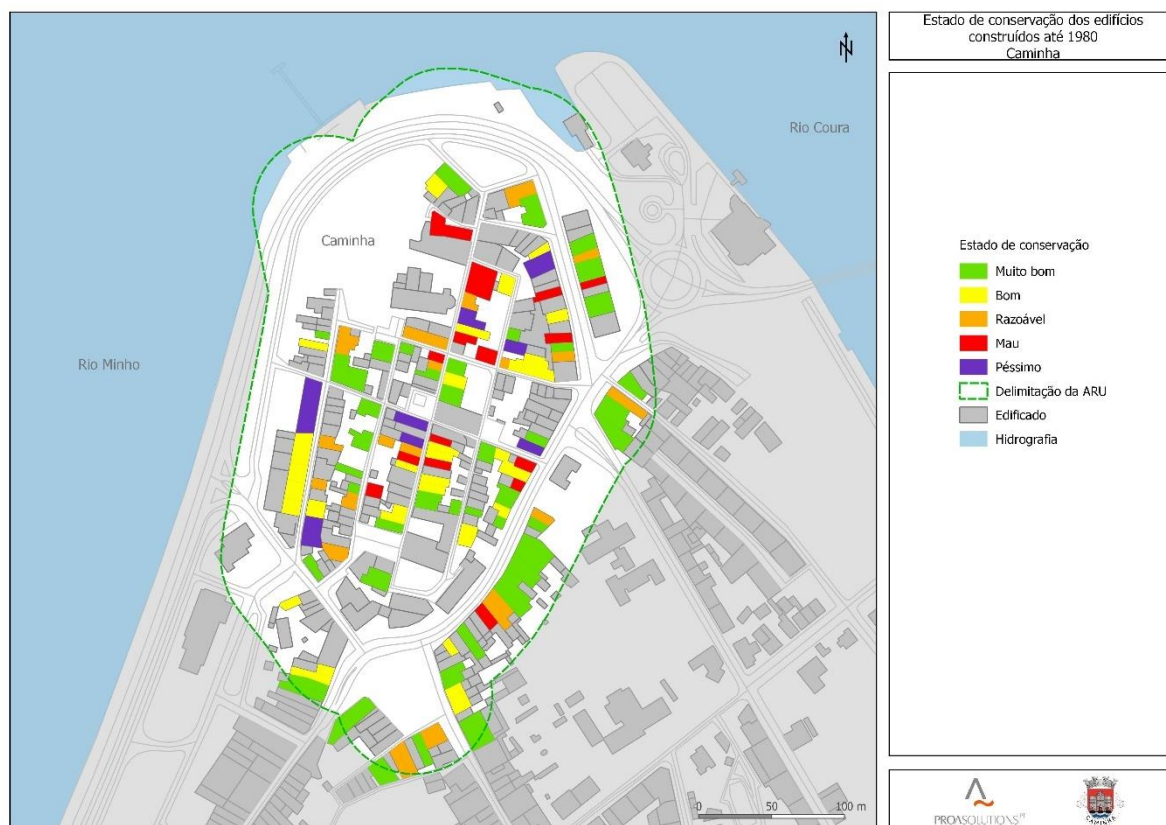 Estado de conservação dos edifícios
construídos até 1980
Caminha
N
Rio Coura
Caminha
Rio Minho
Estado de conservação
Muito bom
Bom
Razoável
Mau
Péssimo
Delimitação da ARU
Edificado
Hidrografia
0 50 100 m
PROASOLUTIONS
CAMINHA